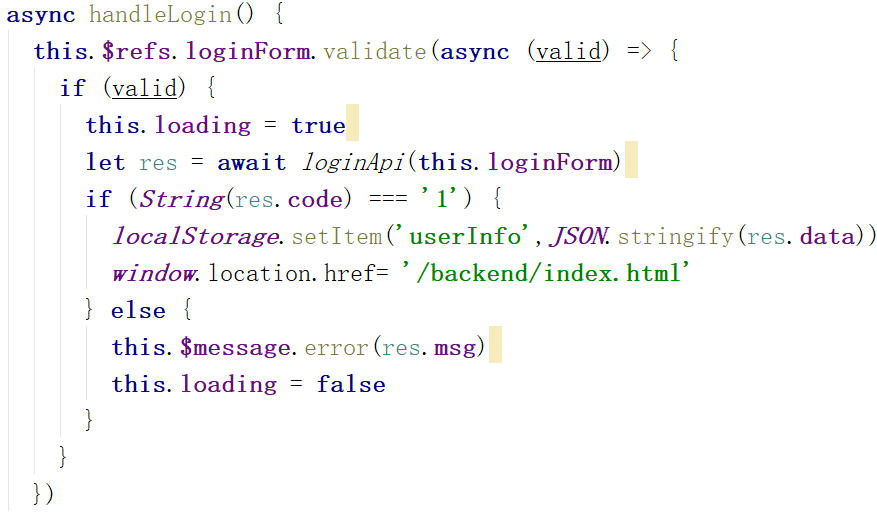 async handleLogin() {
  this.$refs.loginForm.validate(async (valid) => {
    if (valid) {
      this.loading = true
      let res = await loginApi(this.loginForm)
      if (String(res.code) === '1') {
        localStorage.setItem('userInfo',JSON.stringify(res.data))
        window.location.href= '/backend/index.html'
      } else {
        this.$message.error(res.msg)
        this.loading = false
      }
    }
  })